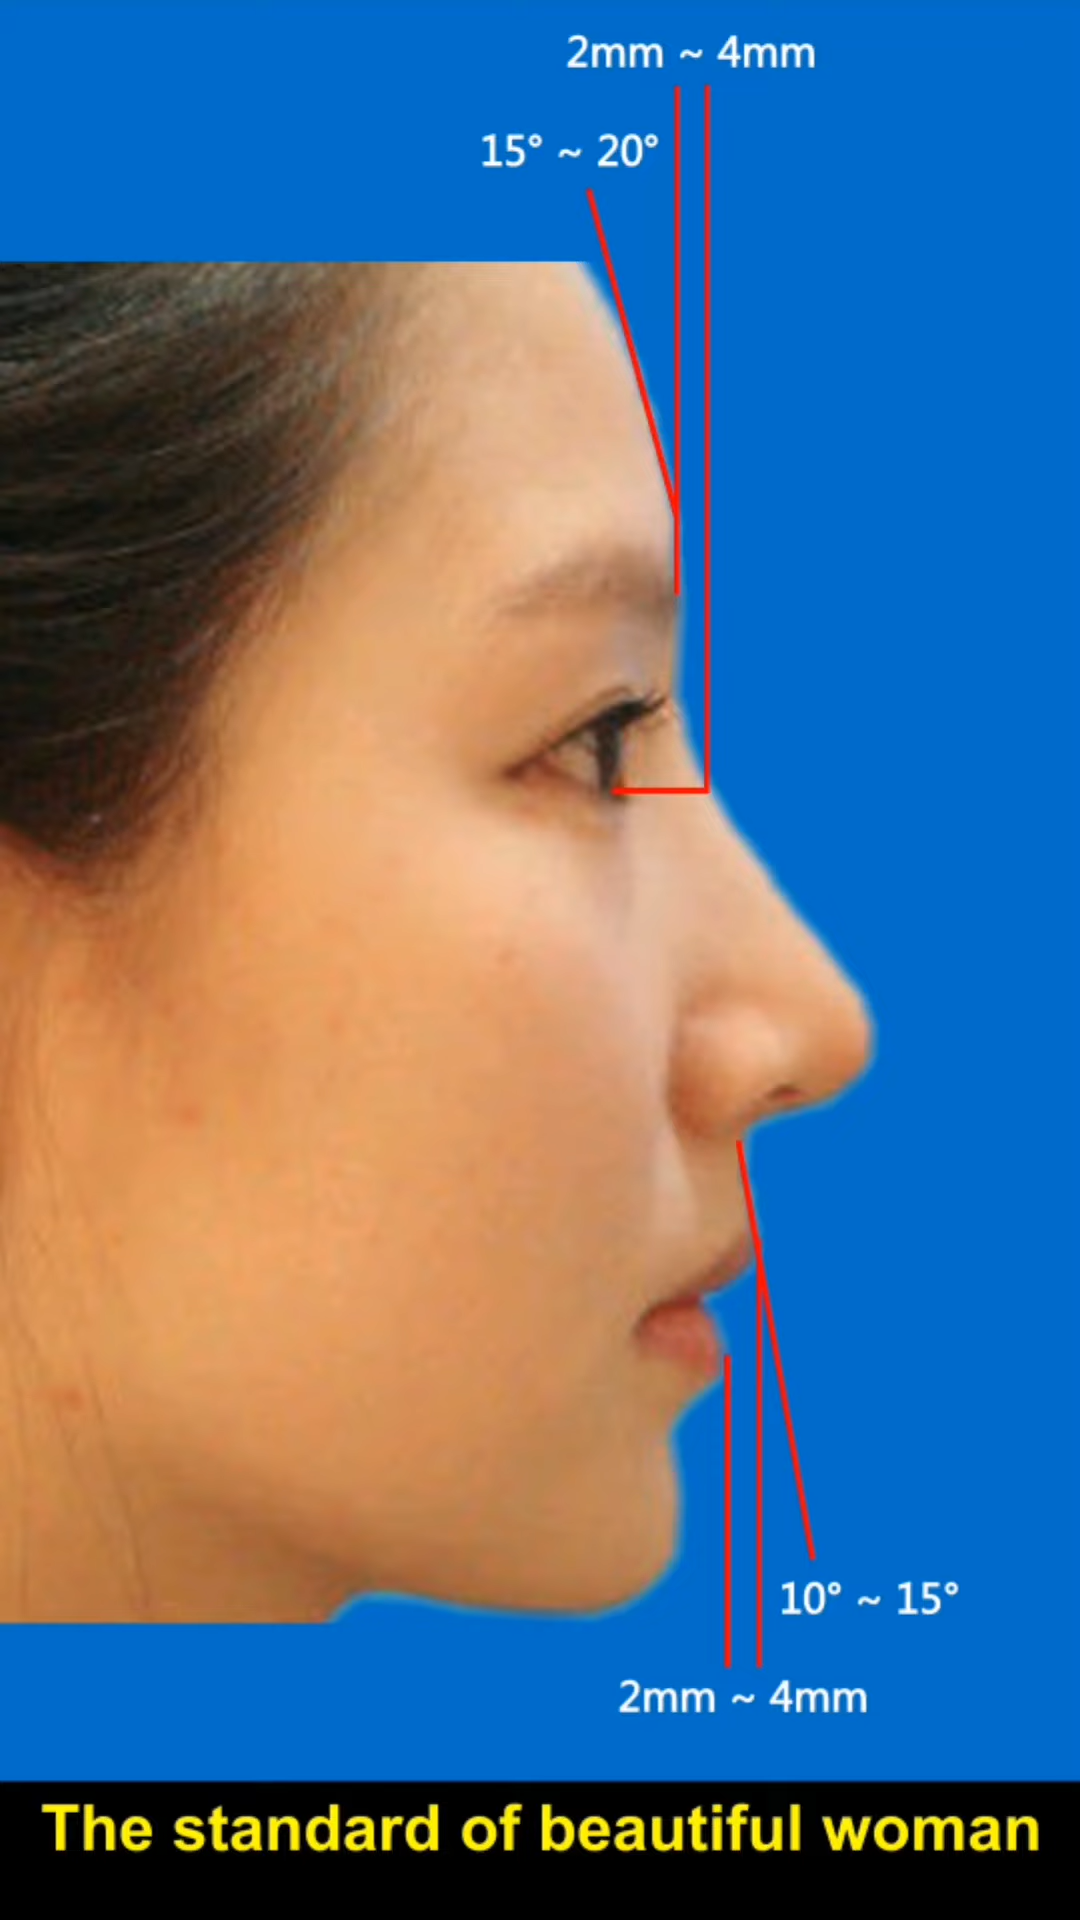 2mm ~ 4mm
15° ~ 20°
10° ~ 15°
2mm ~ 4mm
The standard of beautiful woman